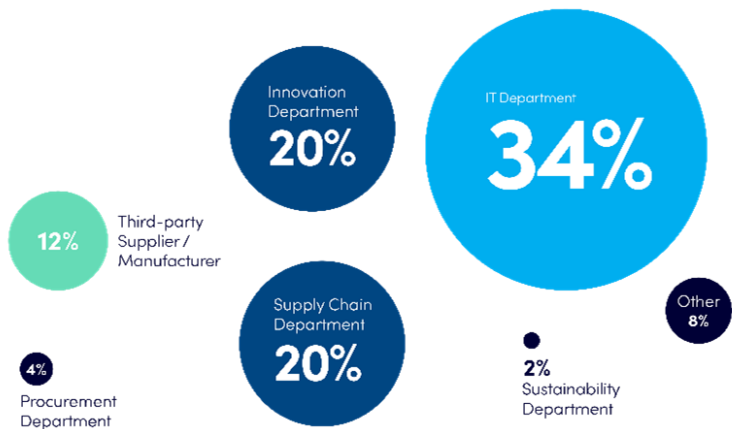 Innovation
Department
20%
IT Department
34%
12%
Third-party
Supplier /
Manufacturer
Supply Chain
Department
20%
Other
8%
4%
Procurement
Department
2%
Sustainability
Department